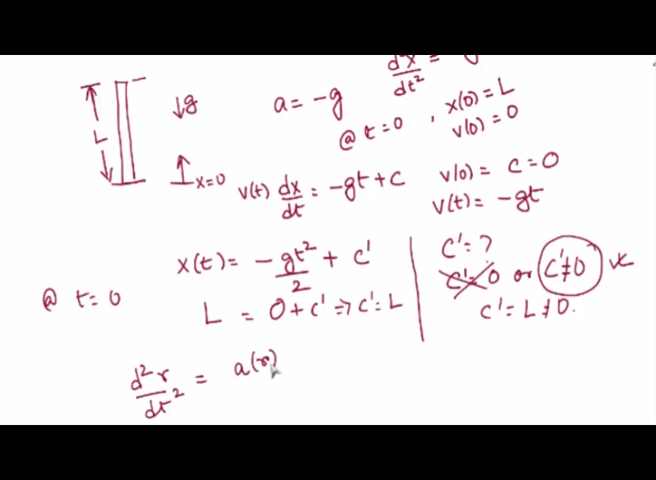 d²x/dt² =
L
↓g
a = -g
@ t=0 , x(0) = L
v(0) = 0
x=0
v(t) dx/dt = -gt + c
v(0) = c = 0
v(t) = -gt
x(t) = -gt²/2 + c'
c' = ?
c' = 0 or c' ≠ 0
@ t=0
L = 0 + c' => c' = L
c' = L ≠ 0.
d²r/dt² = a(r)